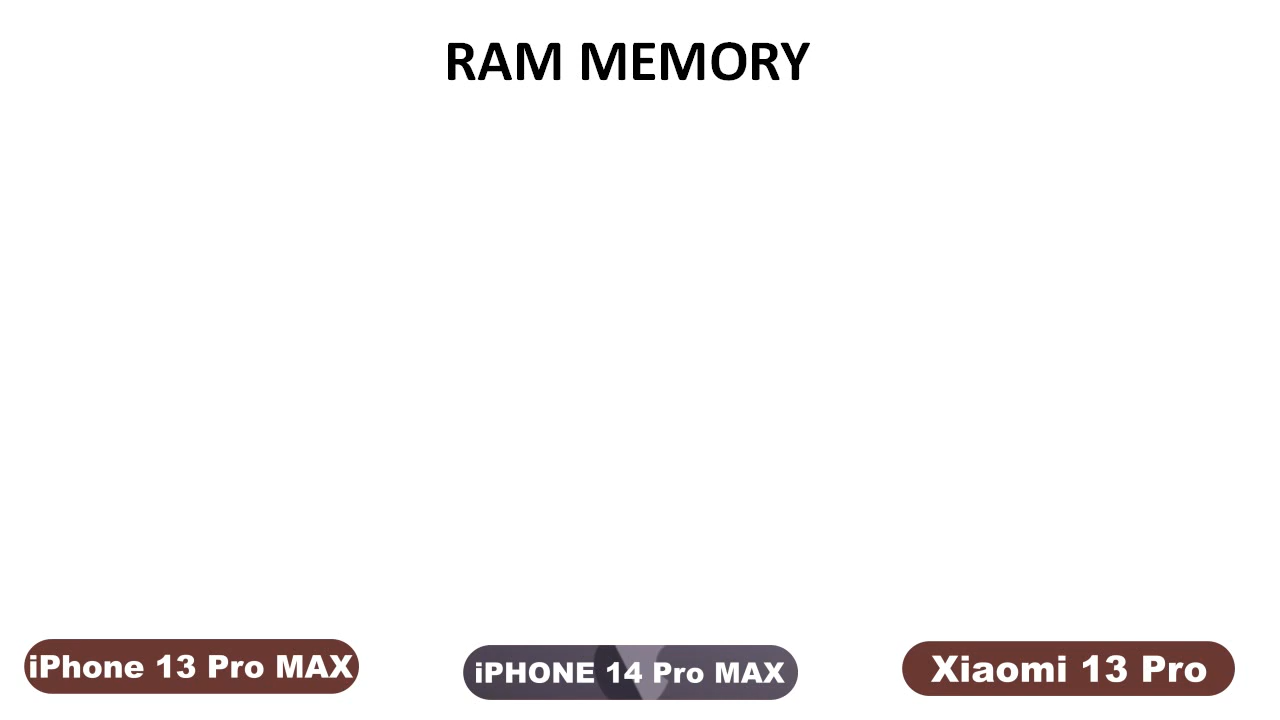 RAM MEMORY
iPhone 13 Pro MAX
iPHONE 14 Pro MAX
Xiaomi 13 Pro